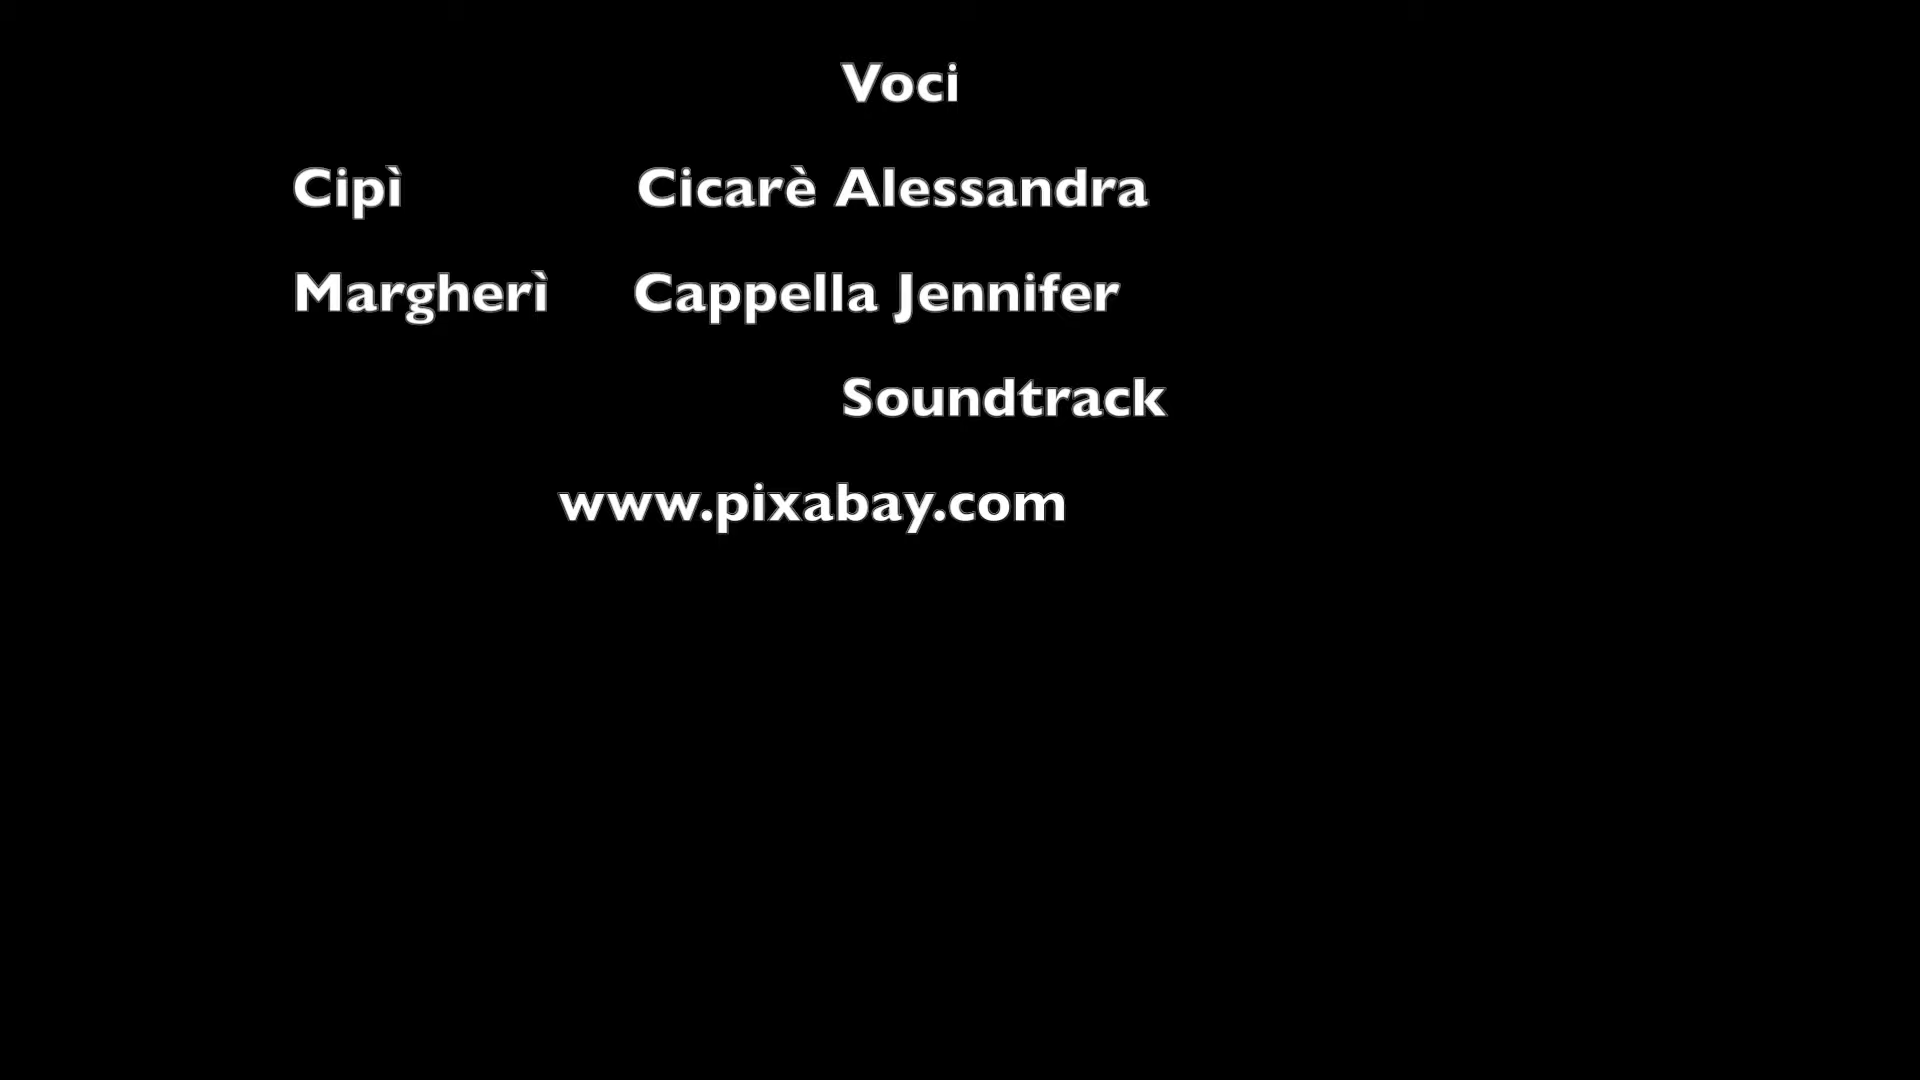 Voci
Cipì Cicarè Alessandra
Margherì Cappella Jennifer
Soundtrack
www.pixabay.com